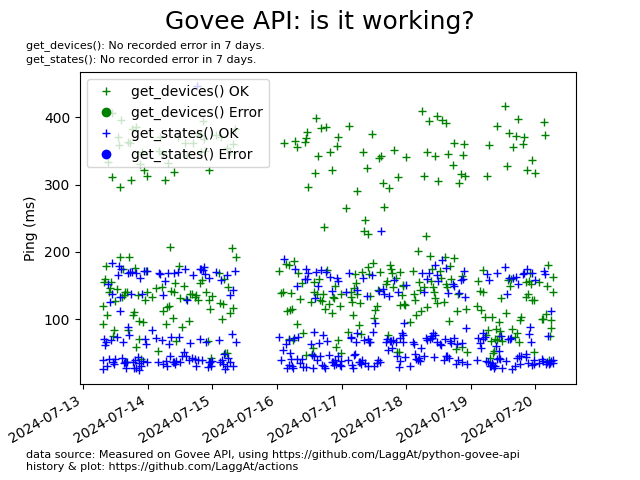 Govee API: is it working?
get_devices(): No recorded error in 7 days.
get_states(): No recorded error in 7 days.
get_devices() OK
get_devices() Error
get_states() OK
get_states() Error
Ping (ms)
400
300
200
100
2024-07-13
2024-07-14
2024-07-15
2024-07-16
2024-07-17
2024-07-18
2024-07-19
2024-07-20
data source: Measured on Govee API, using https://github.com/LaggAt/python-govee-api
history & plot: https://github.com/LaggAt/actions